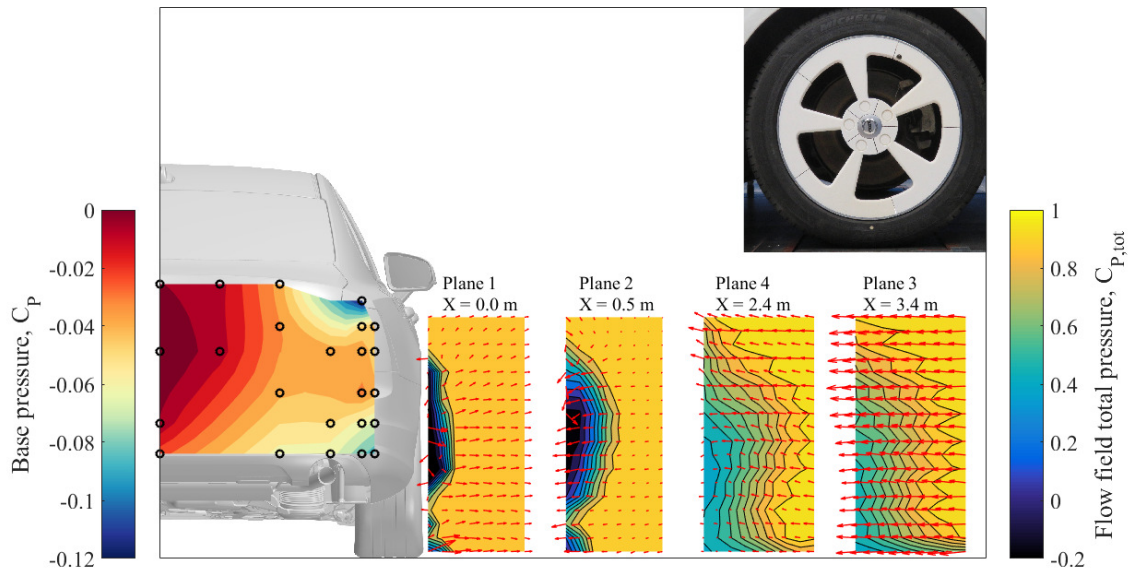 MICHELIN
Plane 1
X = 0.0 m
Plane 2
X = 0.5 m
Plane 4
X = 2.4 m
Plane 3
X = 3.4 m
Base pressure, C_P
0
-0.02
-0.04
-0.06
-0.08
-0.1
-0.12
Flow field total pressure, C_P,tot
1
0.8
0.6
0.4
0.2
0
-0.2